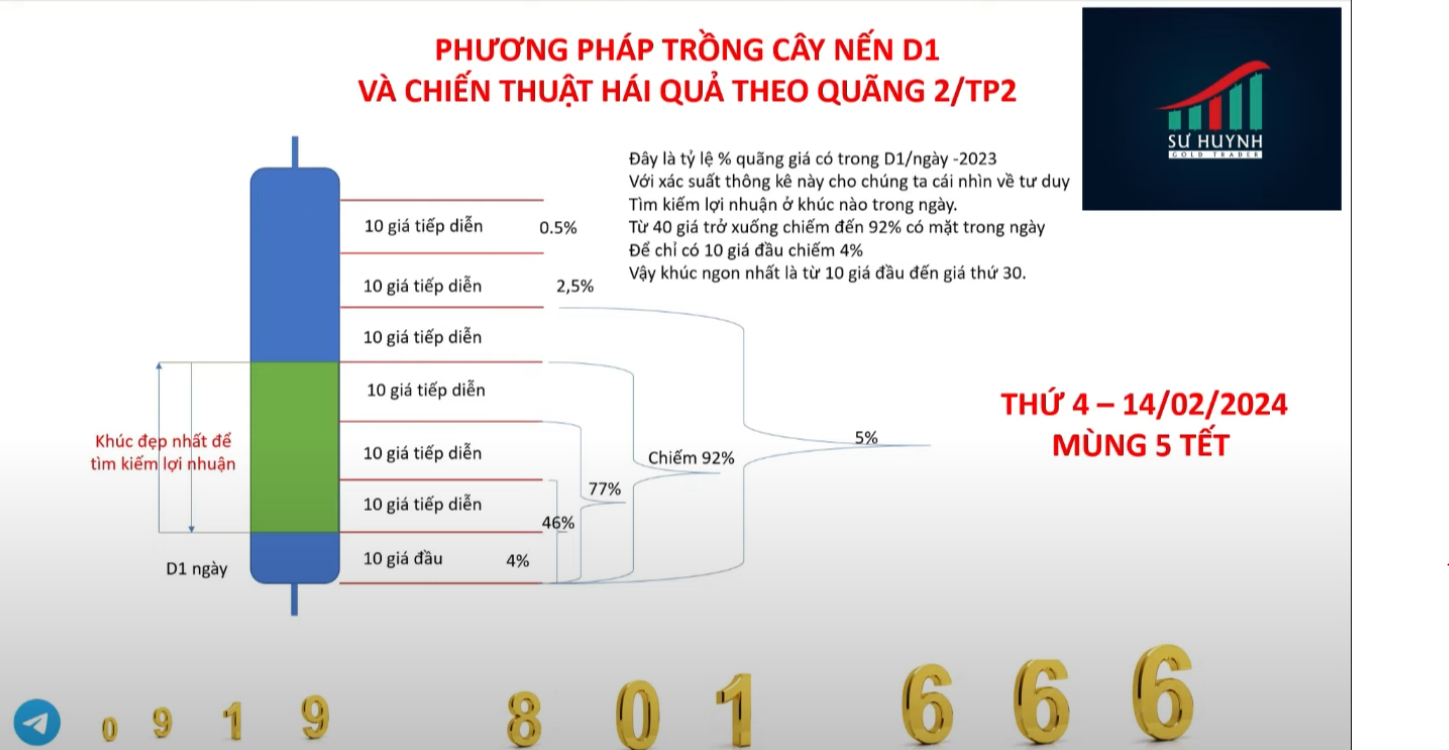 PHƯƠNG PHÁP TRỒNG CÂY NẾN D1
VÀ CHIẾN THUẬT HÁI QUẢ THEO QUÃNG 2/TP2
SƯ HUYNH
GOLD TRADER
Đây là tỷ lệ % quãng giá có trong D1/ngày -2023
Với xác suất thông kê này cho chúng ta cái nhìn về tư duy
Tìm kiếm lợi nhuận ở khúc nào trong ngày.
Từ 40 giá trở xuống chiếm đến 92% có mặt trong ngày
Để chỉ có 10 giá đầu chiếm 4%
Vậy khúc ngon nhất là từ 10 giá đầu đến giá thứ 30.
10 giá tiếp diễn 0.5%
10 giá tiếp diễn 2,5%
10 giá tiếp diễn
10 giá tiếp diễn
10 giá tiếp diễn
10 giá tiếp diễn
10 giá đầu 4%
46%
77%
Chiếm 92%
5%
Khúc đẹp nhất để
tìm kiếm lợi nhuận
D1 ngày
THỨ 4 – 14/02/2024
MÙNG 5 TẾT
0919 801 666